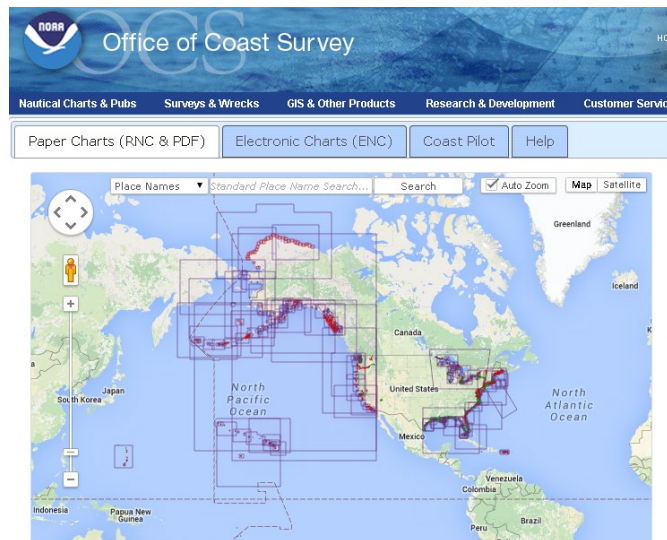 NOAA
OCS
Office of Coast Survey
Nautical Charts & Pubs Surveys & Wrecks GIS & Other Products Research & Development Customer Servic
Paper Charts (RNC & PDF) Electronic Charts (ENC) Coast Pilot Help
Place Names Standard Place Name Search... Search Auto Zoom Map Satellite
Greenland
Iceland
Canada
North
Pacific
Ocean
United States
North
Atlantic
Ocean
Japan
South Korea
Mexico
Venezuela
Colombia
Indonesia
Papua New
Guinea
Brazil
Peru